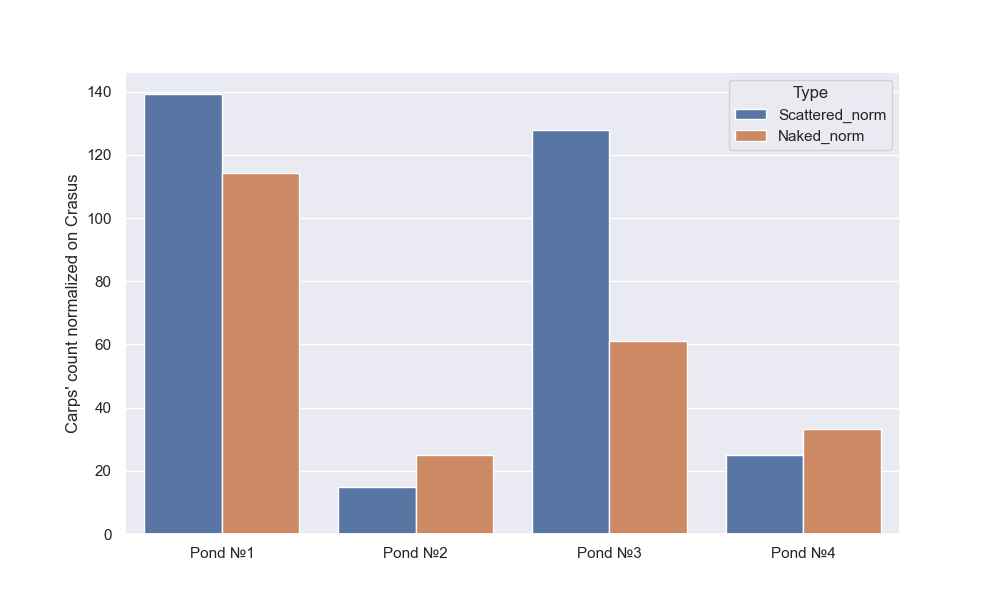 Carps' count normalized on Crasus
140
120
100
80
60
40
20
0
Type
Scattered_norm
Naked_norm
Pond №1
Pond №2
Pond №3
Pond №4